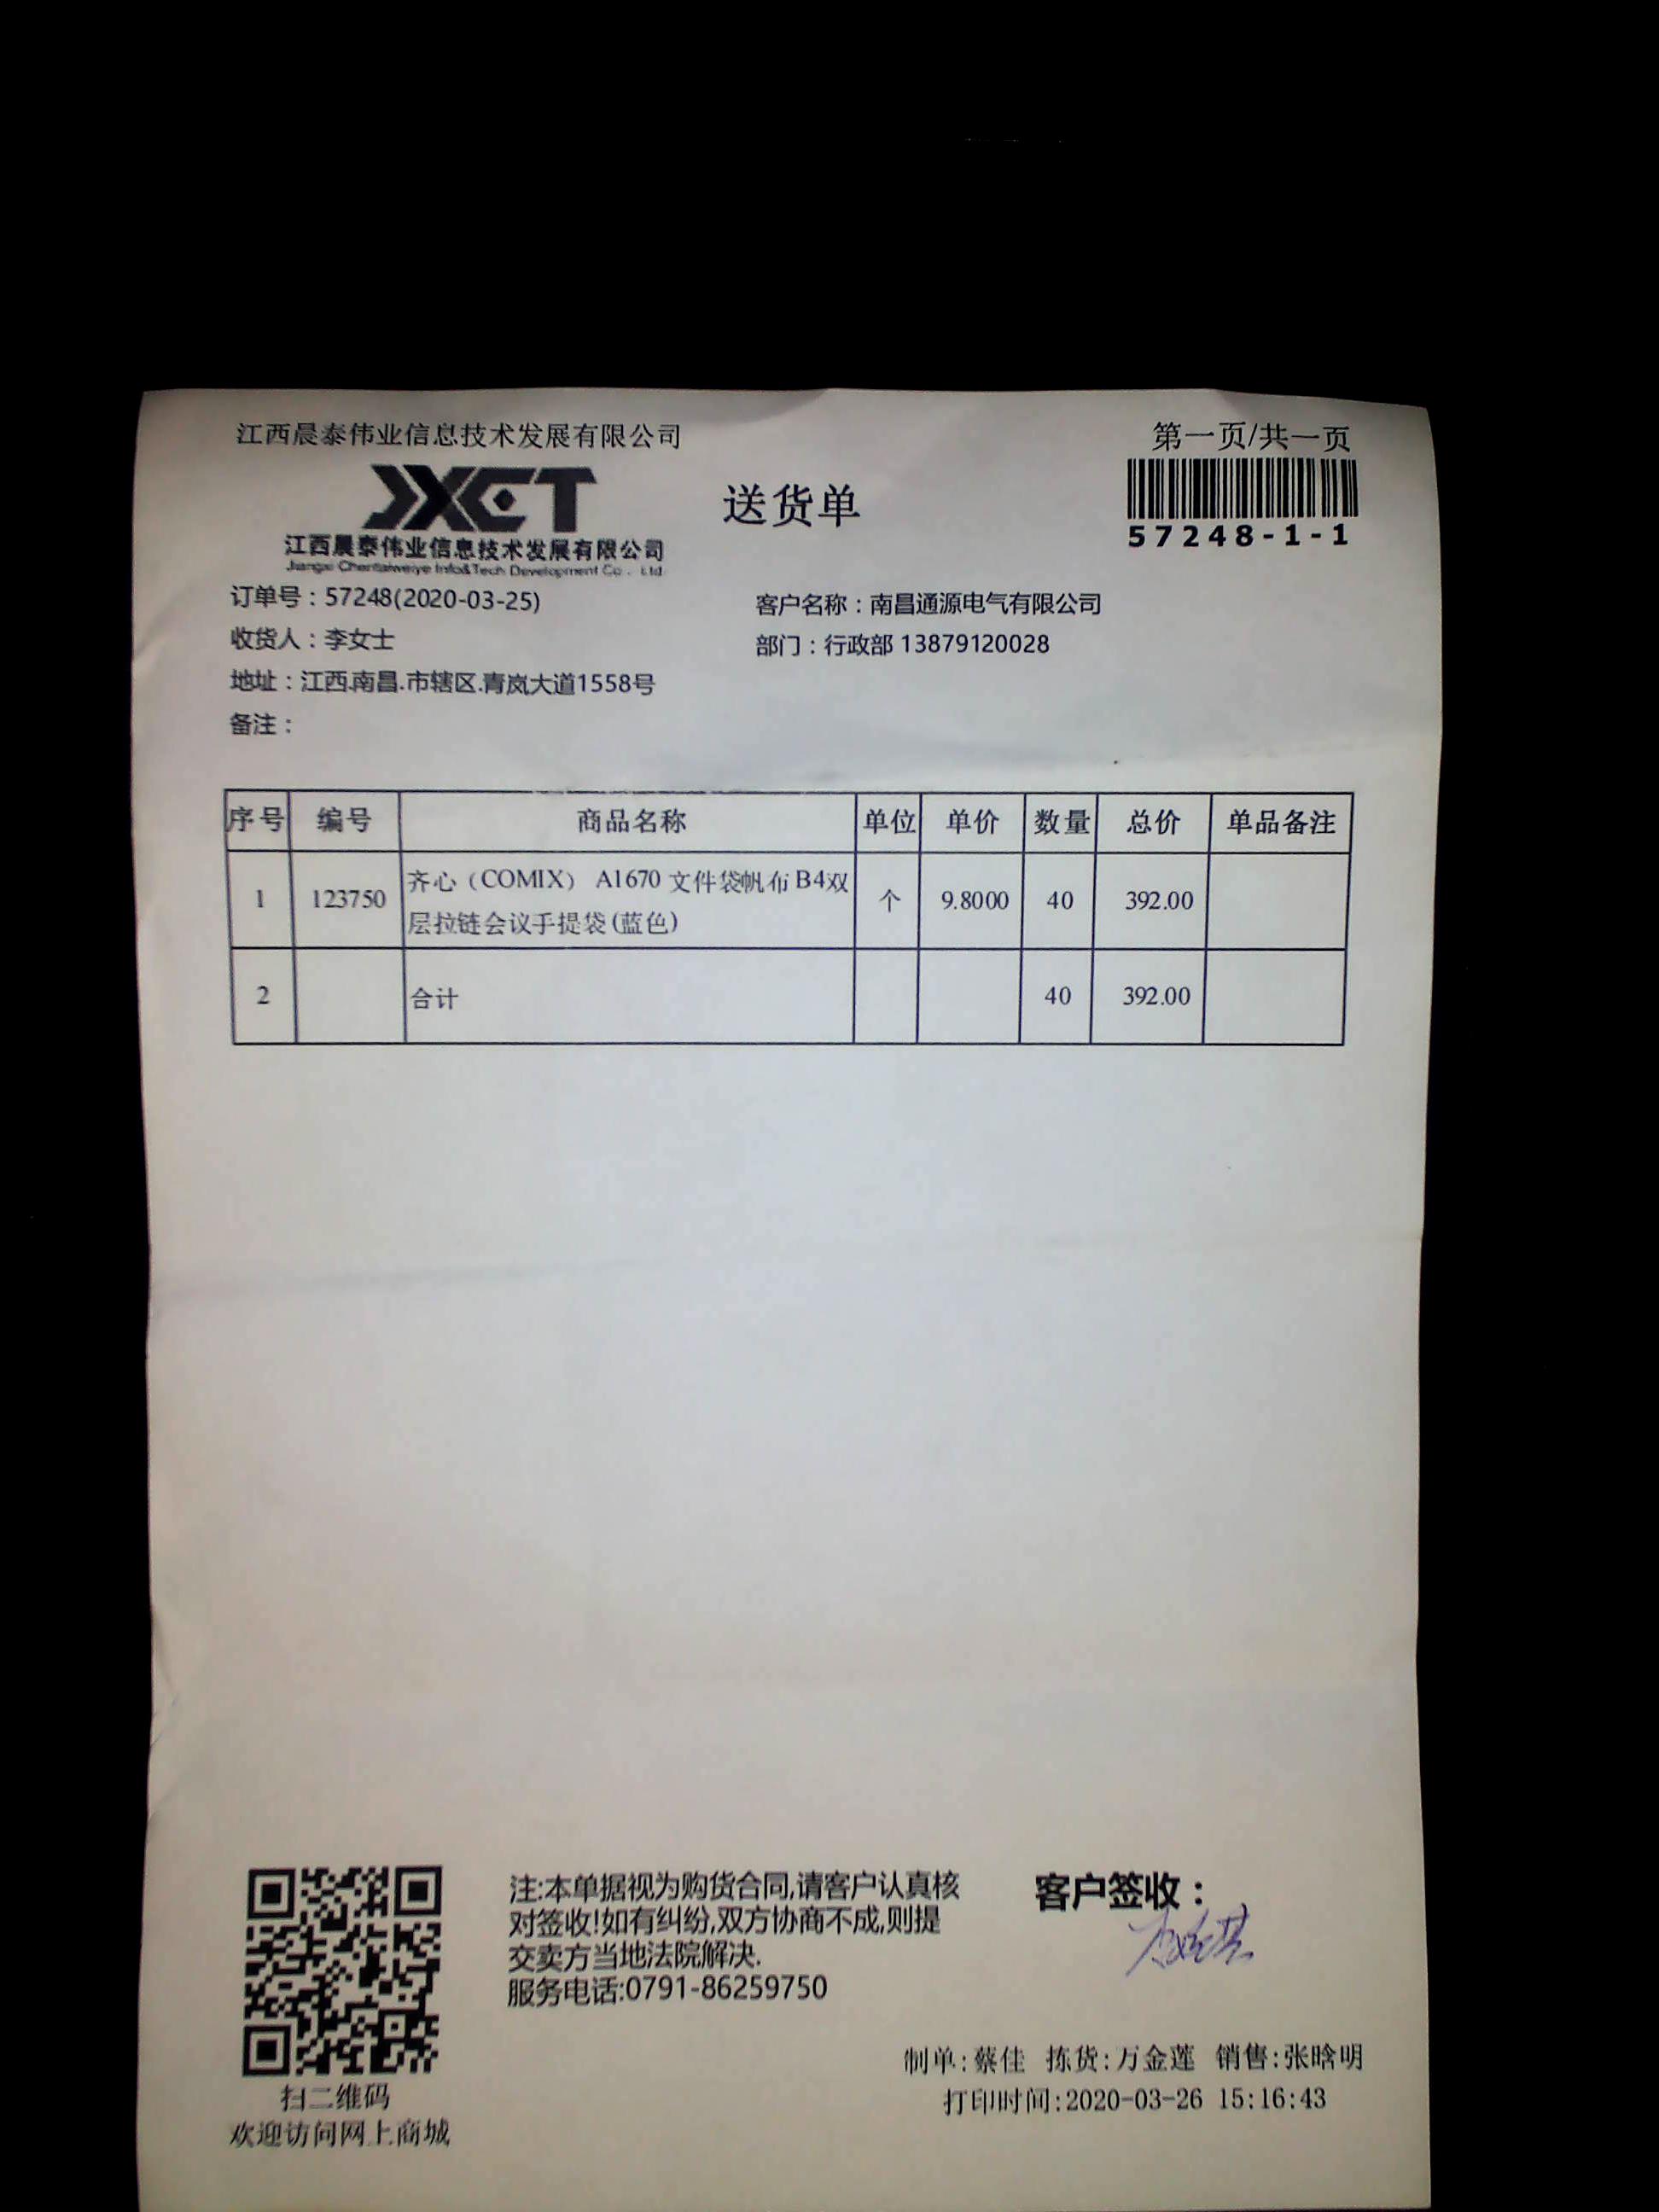 江西晨泰伟业信息技术发展有限公司
第一页/共一页
JXCT
送货单
57248-1-1
江西晨泰伟业信息技术发展有限公司
Jiangxi Chentaiweiye Info&Tech Development Co., Ltd.
订单号：57248(2020-03-25)
客户名称：南昌通源电气有限公司
收货人：李女士
部门：行政部 13879120028
地址：江西.南昌.市辖区.青岚大道1558号
备注：
序号 编号 商品名称 单位 单价 数量 总价 单品备注
1 123750 齐心（COMIX） A1670 文件袋帆布B4双 个 9.8000 40 392.00
层拉链会议手提袋(蓝色)
2 合计 40 392.00
注:本单据视为购货合同,请客户认真核
对签收!如有纠纷,双方协商不成,则提
交卖方当地法院解决.
服务电话:0791-86259750
客户签收：
扫二维码
欢迎访问网上商城
制单:蔡佳 拣货:万金莲 销售:张晗明
打印时间:2020-03-26 15:16:43